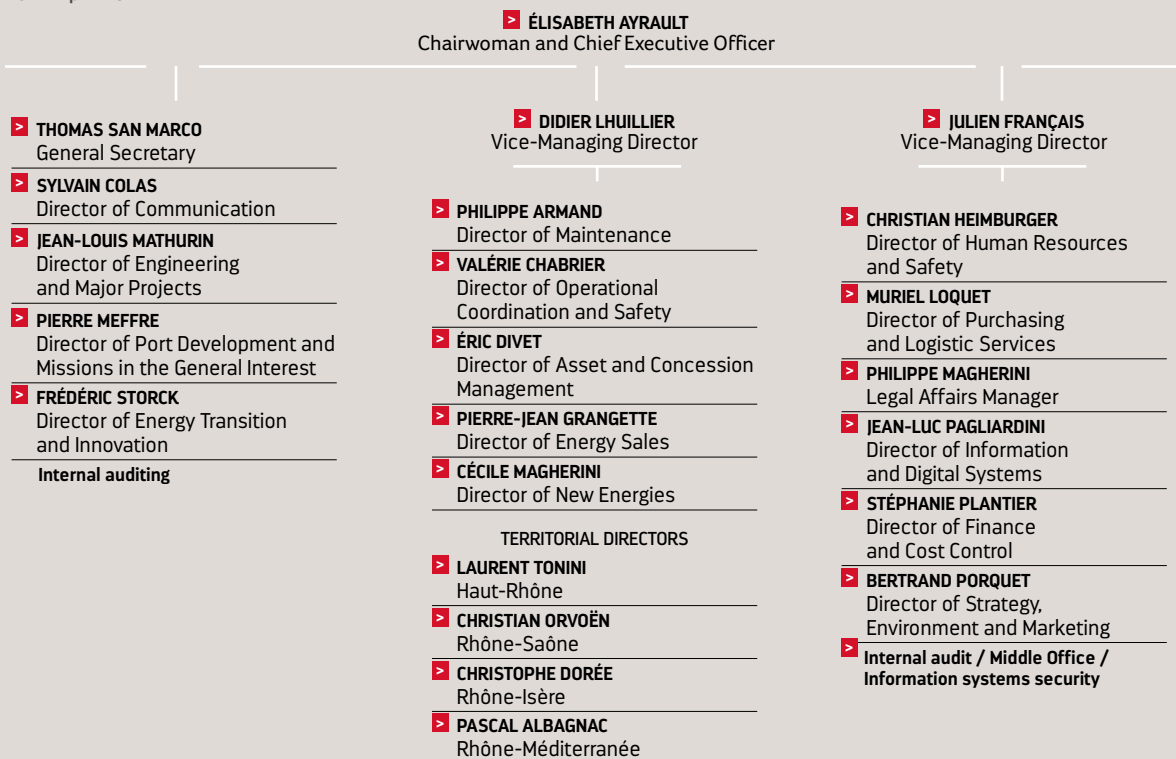 ÉLISABETH AYRAULT
Chairwoman and Chief Executive Officer
THOMAS SAN MARCO
General Secretary
SYLVAIN COLAS
Director of Communication
JEAN-LOUIS MATHURIN
Director of Engineering
and Major Projects
PIERRE MEFFRE
Director of Port Development and
Missions in the General Interest
FRÉDÉRIC STORCK
Director of Energy Transition
and Innovation
Internal auditing
DIDIER LHUILLIER
Vice-Managing Director
PHILIPPE ARMAND
Director of Maintenance
VALÉRIE CHABRIER
Director of Operational
Coordination and Safety
ÉRIC DIVET
Director of Asset and Concession
Management
PIERRE-JEAN GRANGETTE
Director of Energy Sales
CÉCILE MAGHERINI
Director of New Energies
TERRITORIAL DIRECTORS
LAURENT TONINI
Haut-Rhône
CHRISTIAN ORVOËN
Rhône-Saône
CHRISTOPHE DORÉE
Rhône-Isère
PASCAL ALBAGNAC
Rhône-Méditerranée
JULIEN FRANÇAIS
Vice-Managing Director
CHRISTIAN HEIMBURGER
Director of Human Resources
and Safety
MURIEL LOQUET
Director of Purchasing
and Logistic Services
PHILIPPE MAGHERINI
Legal Affairs Manager
JEAN-LUC PAGLIARDINI
Director of Information
and Digital Systems
STÉPHANIE PLANTIER
Director of Finance
and Cost Control
BERTRAND PORQUET
Director of Strategy,
Environment and Marketing
Internal audit / Middle Office /
Information systems security